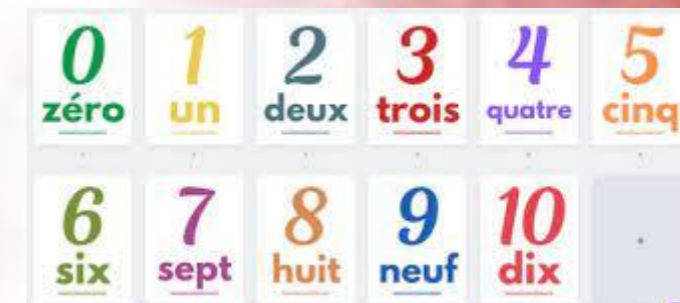 0 1 2 3 4 5
zéro un deux trois quatre cinq
6 7 8 9 10
six sept huit neuf dix